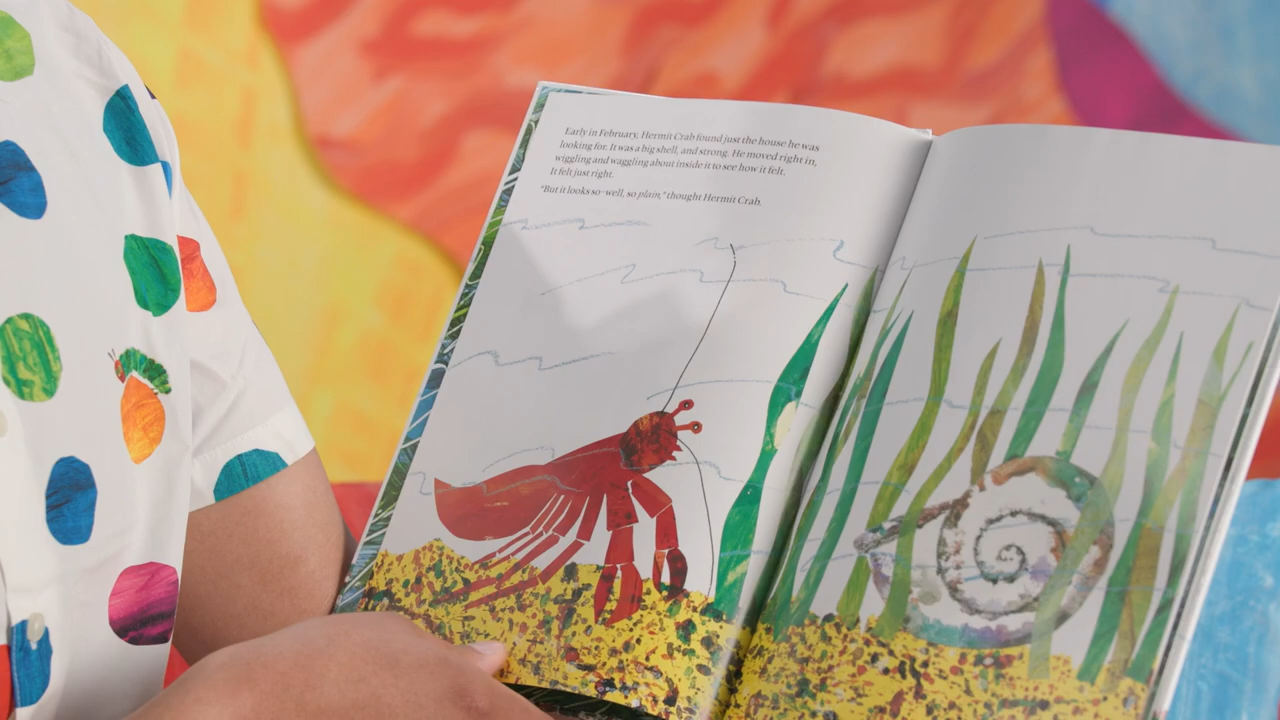 Early in February, Hermit Crab found just the house he was
looking for. It was a big shell, and strong. He moved right in,
wiggling and waggling about inside it to see how it felt.
It felt just right.
"But it looks so—well, so plain," thought Hermit Crab.